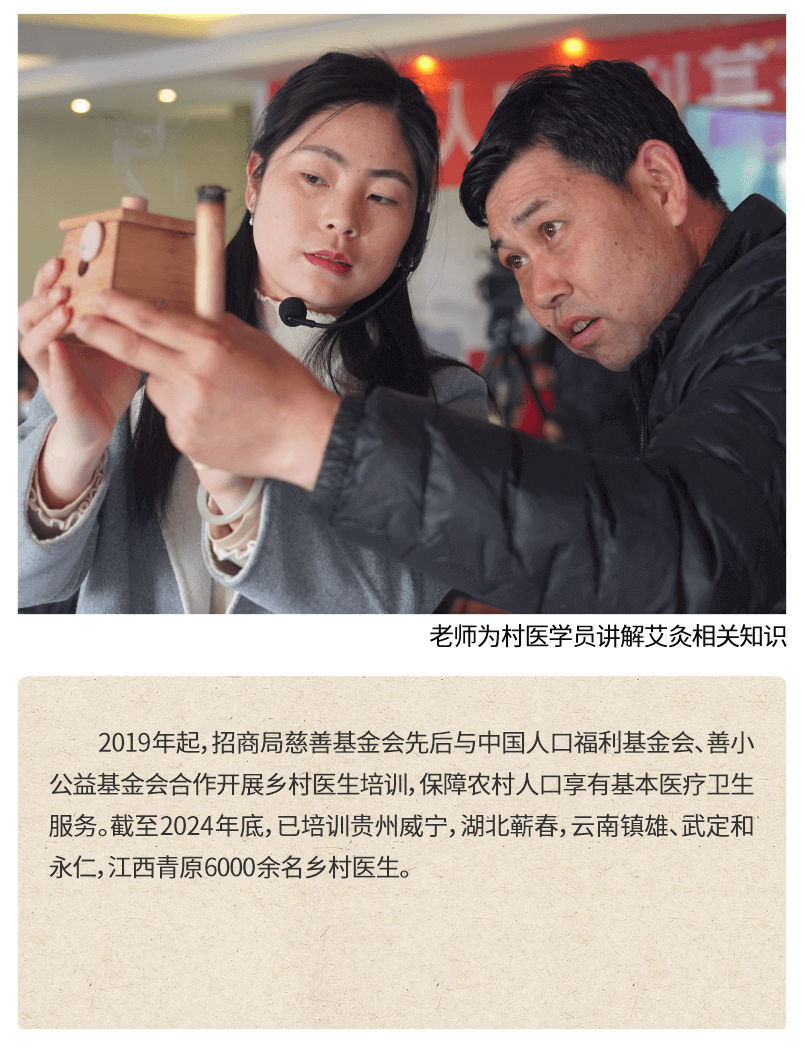 人口福利基
老师为村医学员讲解艾灸相关知识
2019年起,招商局慈善基金会先后与中国人口福利基金会、善小
公益基金会合作开展乡村医生培训,保障农村人口享有基本医疗卫生
服务。截至2024年底,已培训贵州威宁,湖北蕲春,云南镇雄、武定和
永仁,江西青原6000余名乡村医生。